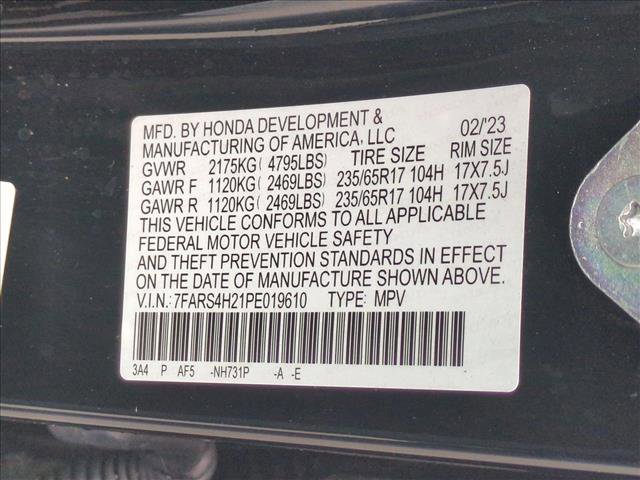 MFD. BY HONDA DEVELOPMENT &
MANUFACTURING OF AMERICA, LLC 02/'23
GVWR 2175KG( 4795LBS) TIRE SIZE RIM SIZE
GAWR F 1120KG( 2469LBS) 235/65R17 104H 17X7.5J
GAWR R 1120KG( 2469LBS) 235/65R17 104H 17X7.5J
THIS VEHICLE CONFORMS TO ALL APPLICABLE
FEDERAL MOTOR VEHICLE SAFETY
AND THEFT PREVENTION STANDARDS IN EFFECT
ON THE DATE OF MANUFACTURE SHOWN ABOVE.
V.I.N.: 7FARS4H21PE019610 TYPE: MPV
3A4 P AF5 -NH731P -A -E